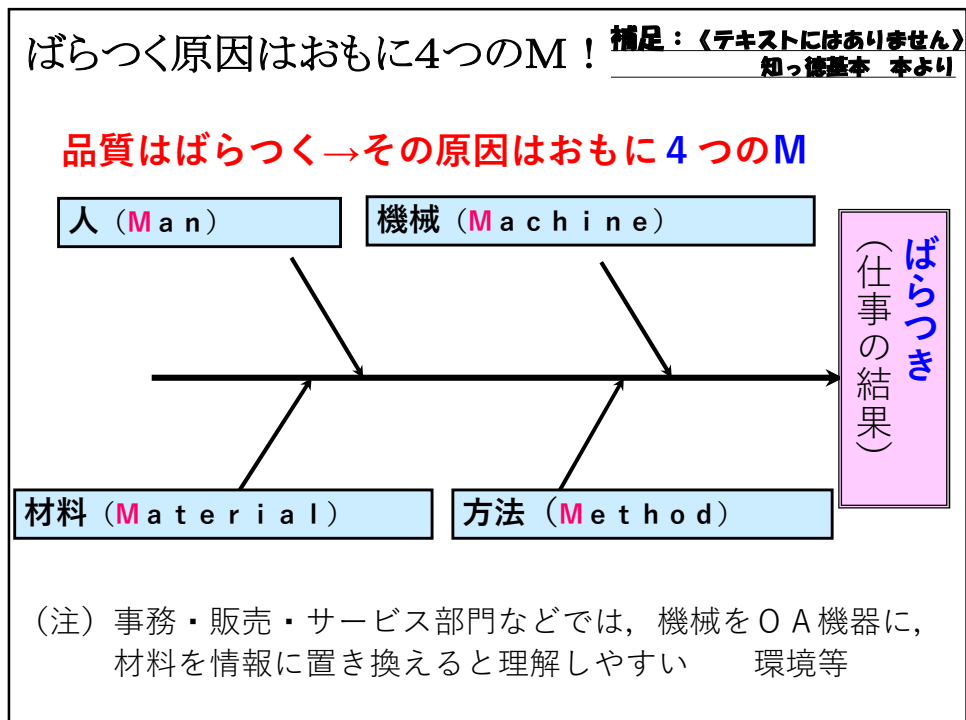 ばらつく原因はおもに4つのM!
補足：《テキストにはありません》
知っ徳基本 本より
品質はばらつく→その原因はおもに4つのM
人（Man）
機械（Machine）
ばらつき
（仕事の結果）
材料（Material）
方法（Method）
（注）事務・販売・サービス部門などでは，機械をOA機器に，
材料を情報に置き換えると理解しやすい　　環境等